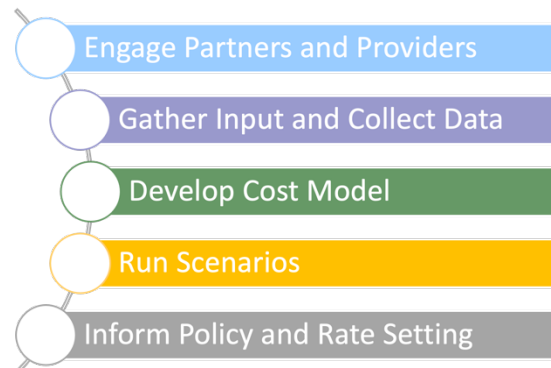 Engage Partners and Providers
Gather Input and Collect Data
Develop Cost Model
Run Scenarios
Inform Policy and Rate Setting